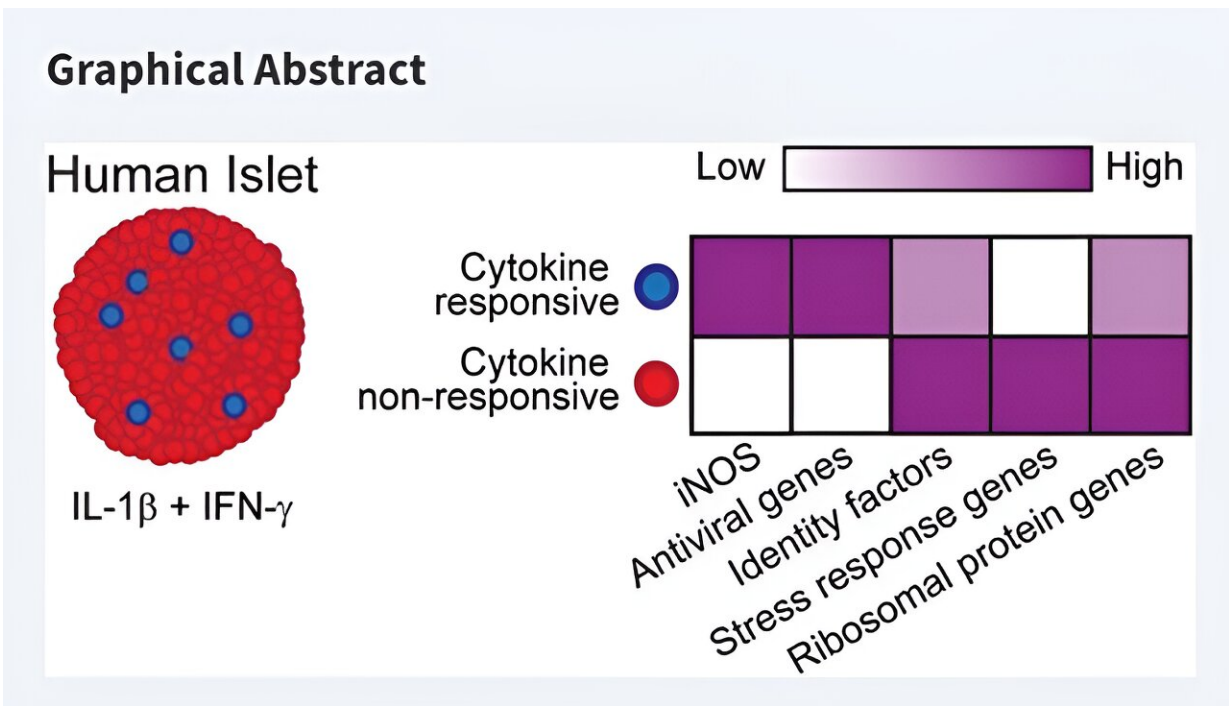 Graphical Abstract
Human Islet
IL-1β + IFN-γ
Low
High
Cytokine
responsive
Cytokine
non-responsive
iNOS
Antiviral genes
Identity factors
Stress response genes
Ribosomal protein genes